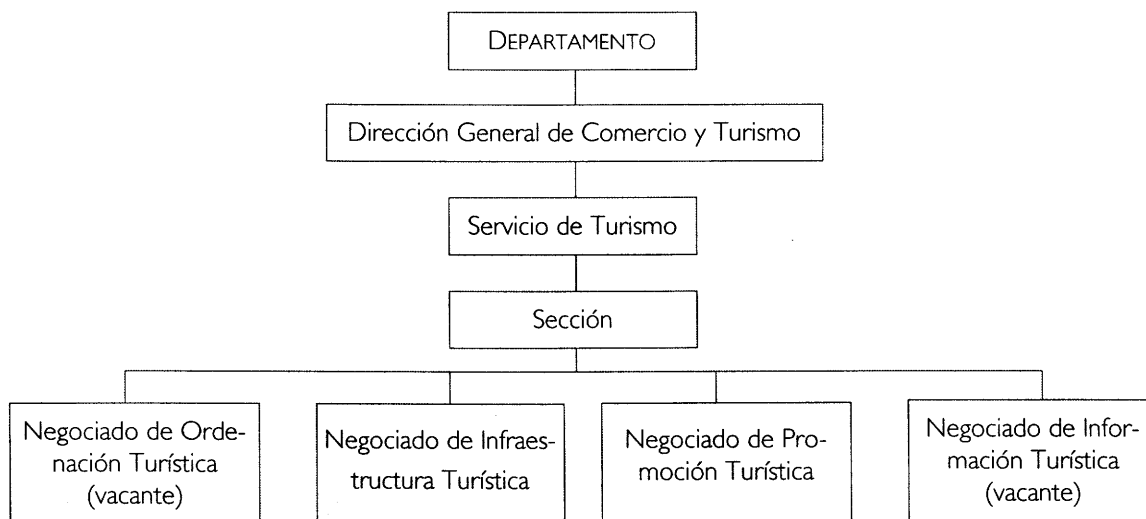 DEPARTAMENTO
Dirección General de Comercio y Turismo
Servicio de Turismo
Sección
Negociado de Orde-
nación Turística
(vacante)
Negociado de Infraes-
tructura Turística
Negociado de Pro-
moción Turística
Negociado de Infor-
mación Turística
(vacante)